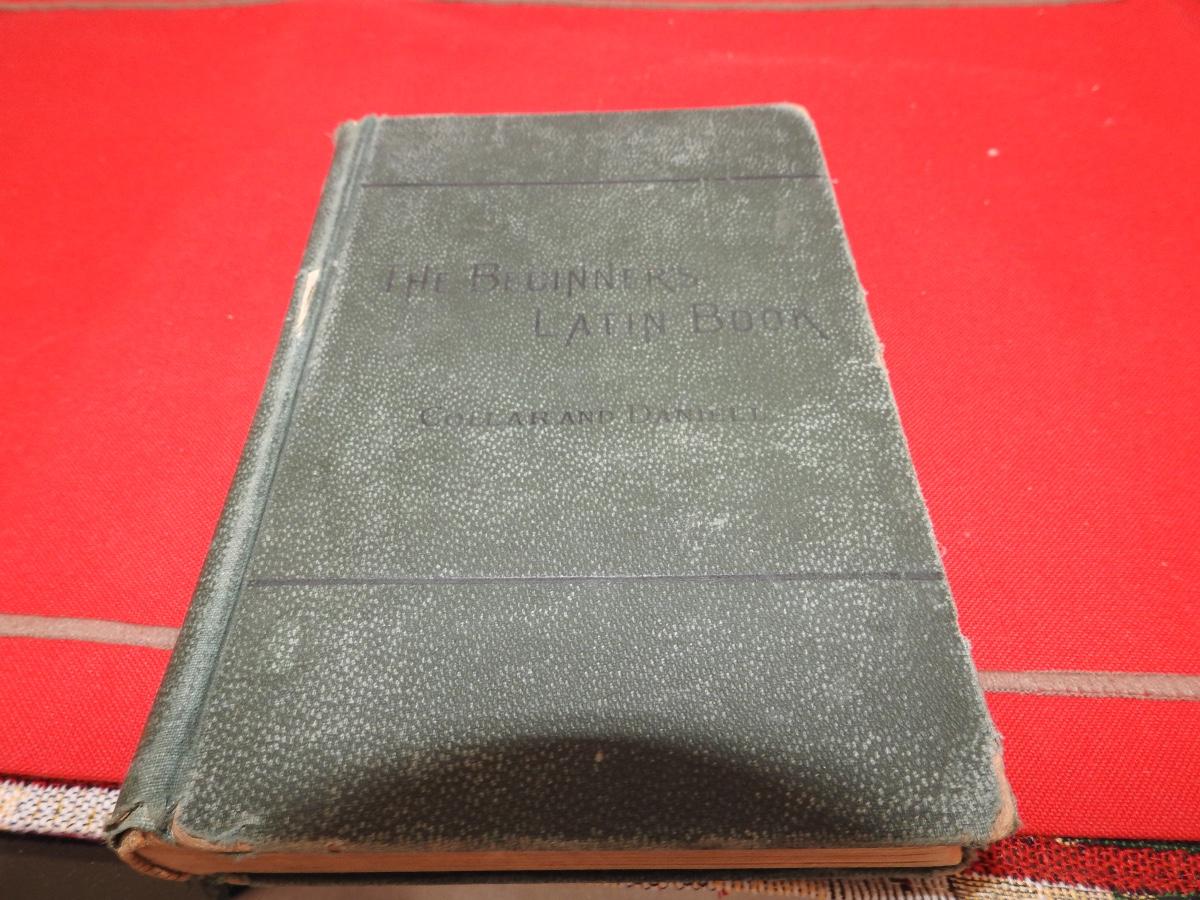 THE BEGINNER'S
LATIN BOOK
COLLAR AND DANIELL